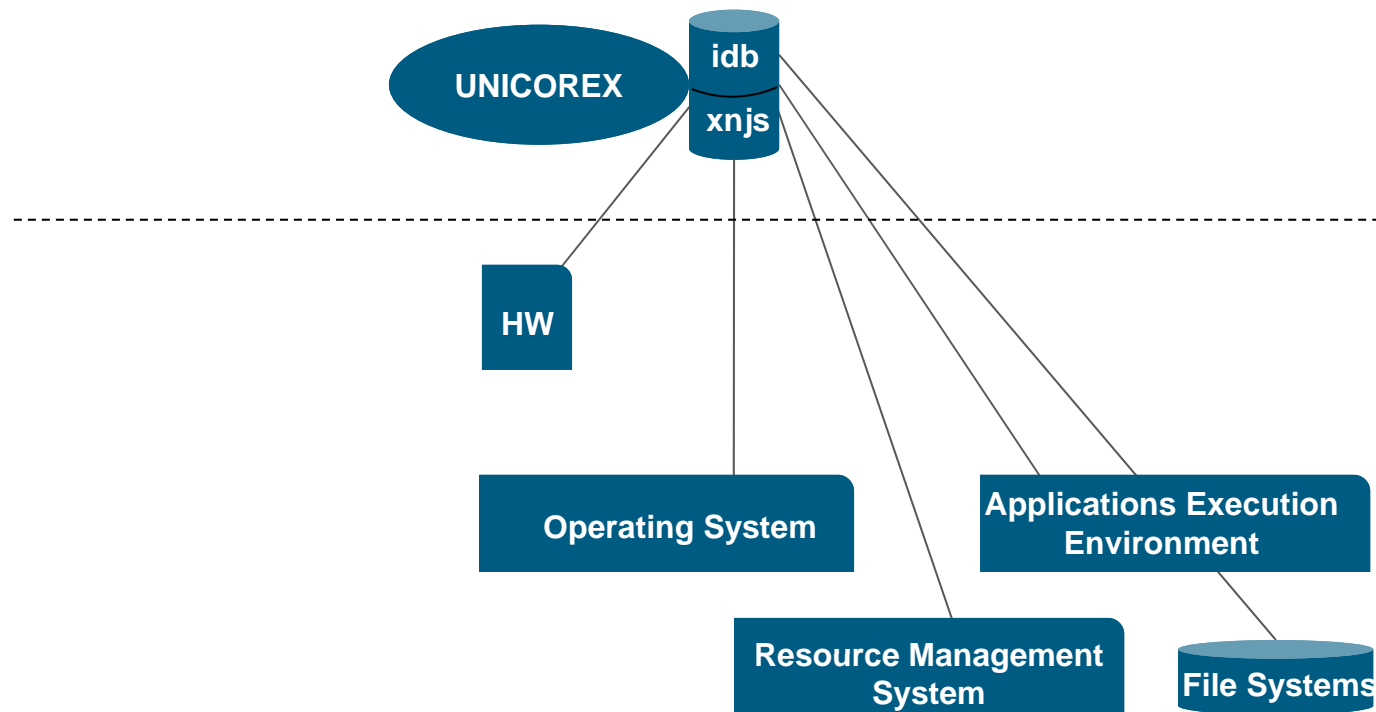 idb
UNICOREX
xnjs
HW
Operating System
Applications Execution
Environment
Resource Management
System
File Systems